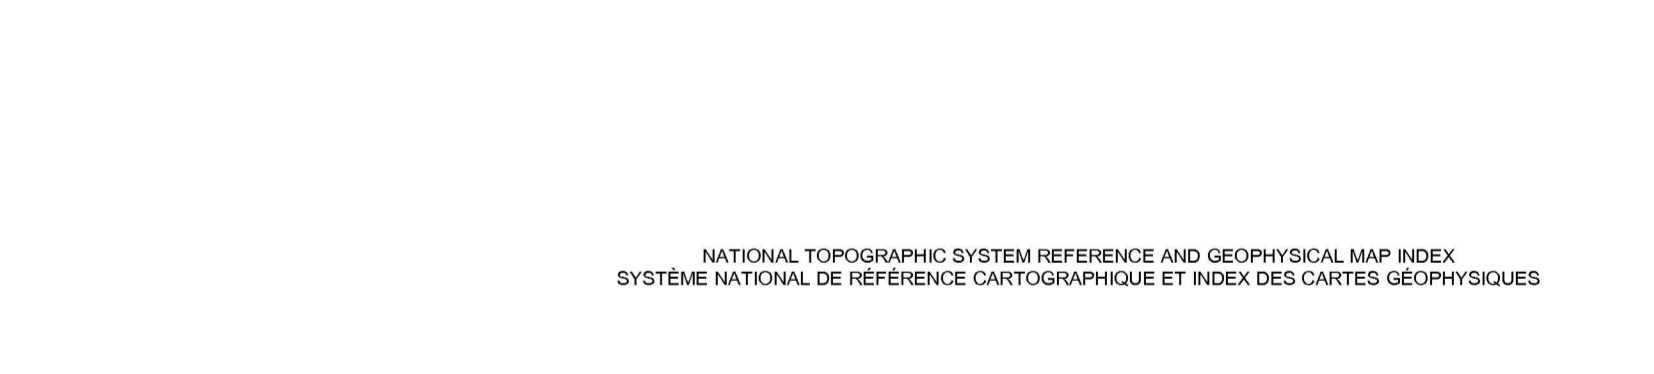 NATIONAL TOPOGRAPHIC SYSTEM REFERENCE AND GEOPHYSICAL MAP INDEX
SYSTÈME NATIONAL DE RÉFÉRENCE CARTOGRAPHIQUE ET INDEX DES CARTES GÉOPHYSIQUES